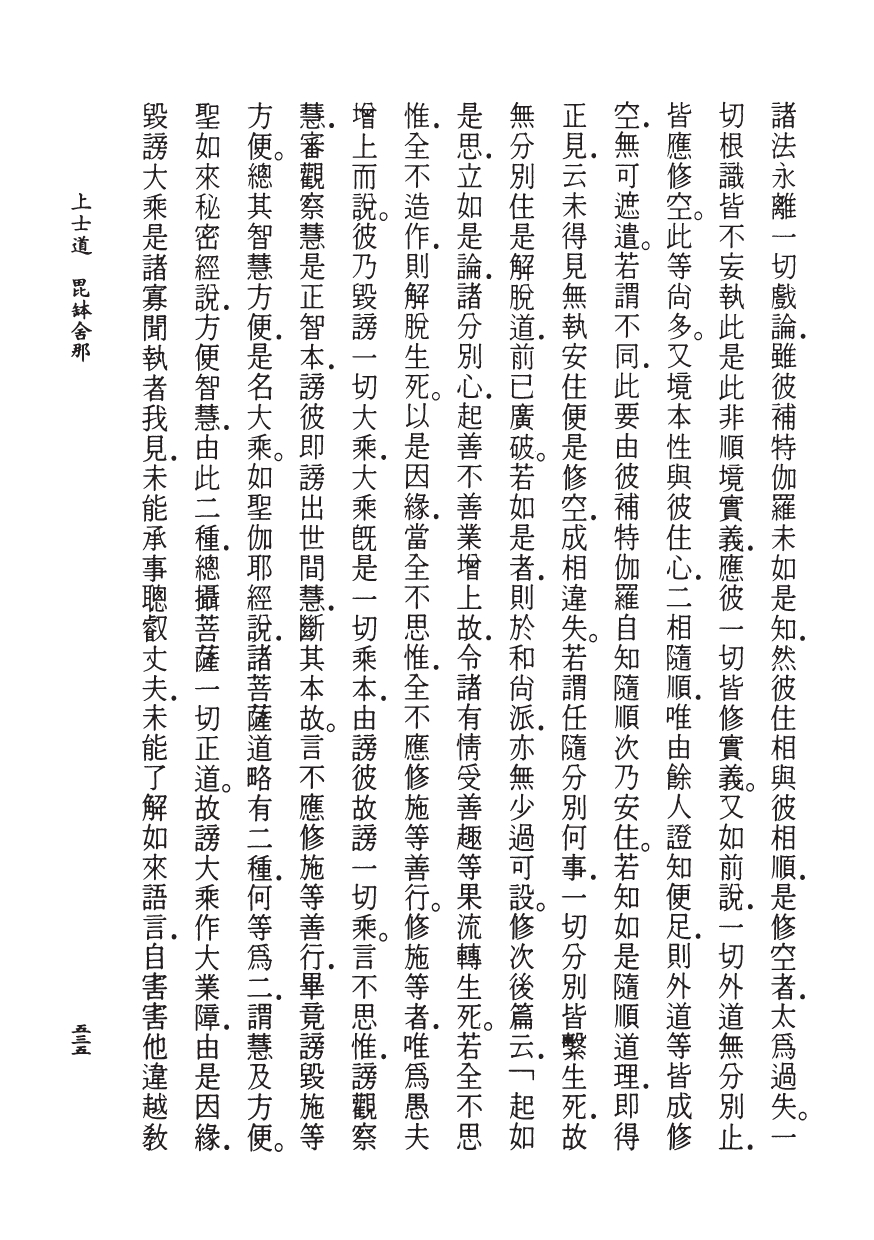 諸法永離一切戲論．雖彼補特伽羅未如是知．然彼住相與彼相順．是修空者．太爲過失。一
切根識皆不妄執此是此非順境實義．應彼一切皆修實義。又如前說．一切外道無分別止．
皆應修空。此等尙多。又境本性與彼住心．二相隨順．唯由餘人證知便足．則外道等皆成修
空．無可遮遣。若謂不同．此要由彼補特伽羅自知隨順次乃安住。若知如是隨順道理．即得
正見．云未得見無執安住便是修空．成相違失。若謂任隨分別何事．一切分別皆繫生死．故
無分別住是解脫道．前已廣破。若如是者．則於和尙派．亦無少過可設。修次後篇云．「起如
是思．立如是論．諸分別心．起善不善業增上故．令諸有情受善趣等果流轉生死。若全不思
惟．全不造作．則解脫生死。以是因緣．當全不思惟．全不應修施等善行。修施等者．唯爲愚夫
增上而說。彼乃毀謗一切大乘．大乘旣是一切乘本．由謗彼故謗一切乘。言不思惟．謗觀察
慧．審觀察慧是正智本．謗彼即謗出世間慧．斷其本故。言不應修施等善行．畢竟謗毀施等
方便。總其智慧方便．是名大乘。如聖伽耶經說．諸菩薩道略有二種．何等爲二．謂慧及方便。
聖如來秘密經說．方便智慧．由此二種．總攝菩薩一切正道。故謗大乘作大業障．由是因緣．
毀謗大乘是諸寡聞執者我見．未能承事聰叡丈夫．未能了解如來語言．自害害他違越教
上士道　毘缽舍那
五三五